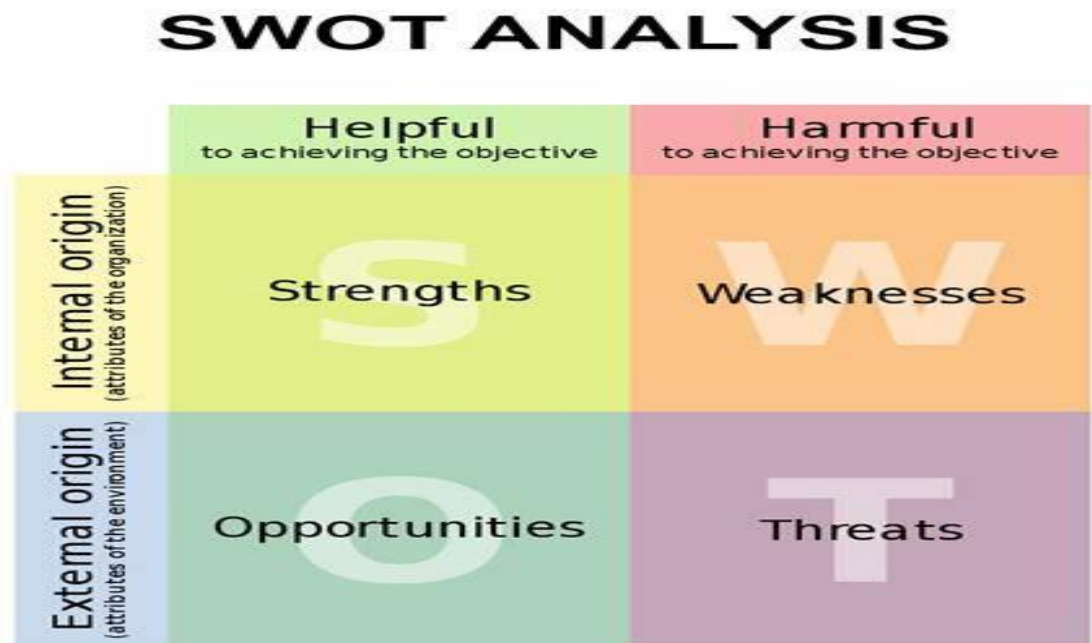 SWOT ANALYSIS
Helpful
to achieving the objective
Harmful
to achieving the objective
Internal origin
(attributes of the organization)
S
Strengths
W
Weaknesses
External origin
(attributes of the environment)
O
Opportunities
T
Threats